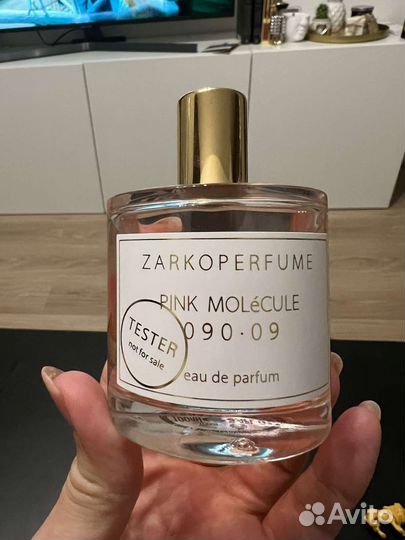 ZARKOPERFUME
PINK MOLéCULE
090·09
eau de parfum
TESTER
not for sale
Avito